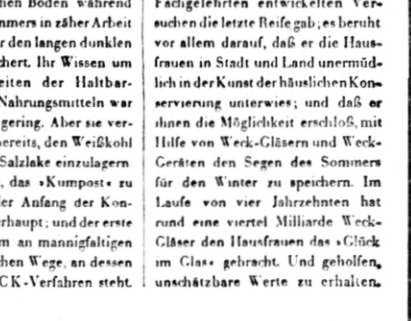 hen Boden während
mmers in zäher Arbeit
r den langen dunklen
chert. Ihr Wissen um
eiten der Haltbar-
Nahrungsmitteln war
gering. Aber sie ver-
bereits, den Weißkohl
Salzlake einzulagern
, das »Kumpost« zu
er Anfang der Kon-
erhaupt; und der erste
m an mannigfaltigen
chen Wege, an dessen
CK-Verfahren steht.
Fachgelehrten entwickelten Ver-
suchen die letzte Reife gab; es beruht
vor allem darauf, daß er die Haus-
frauen in Stadt und Land unermüd-
lich in der Kunst der häuslichen Kon-
servierung unterwies; und daß er
ihnen die Möglichkeit erschloß, mit
Hilfe von Weck-Gläsern und Weck-
Geräten den Segen des Sommers
für den Winter zu speichern. Im
Laufe von vier Jahrzehnten hat
rund eine viertel Milliarde Weck-
Gläser den Hausfrauen das »Glück
im Glas« gebracht. Und geholfen,
unschätzbare Werte zu erhalten.